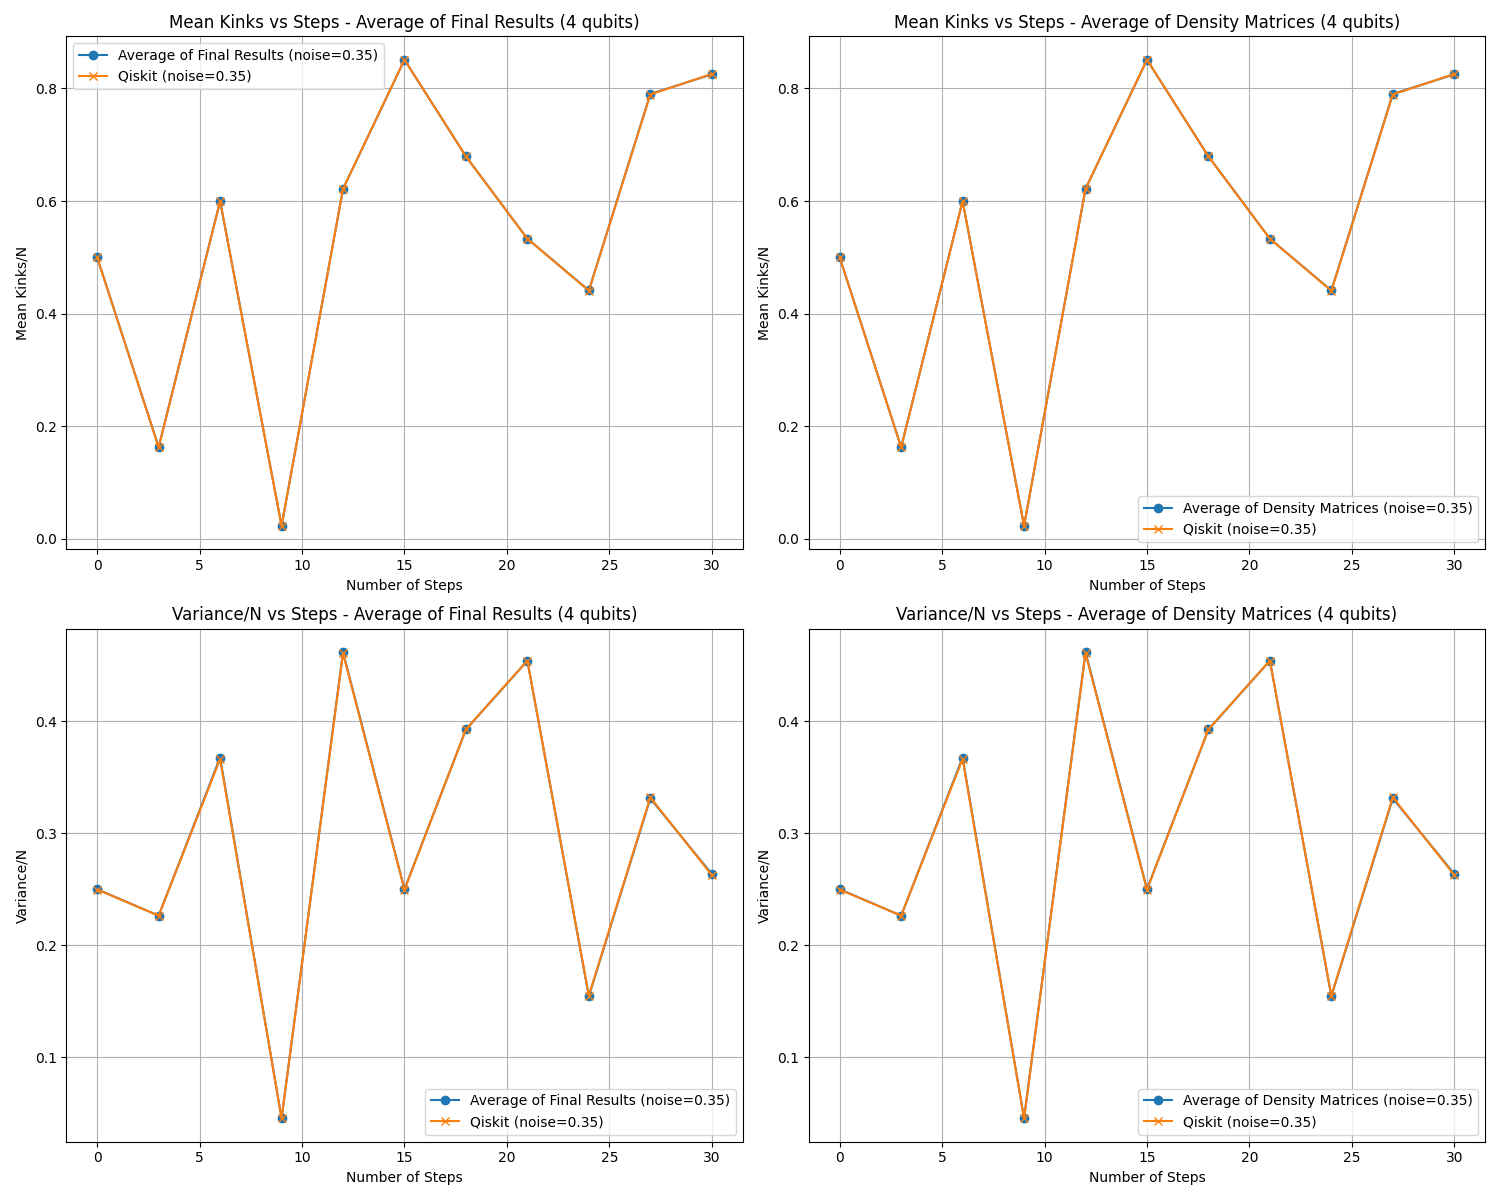 Mean Kinks vs Steps - Average of Final Results (4 qubits)
Average of Final Results (noise=0.35)
Qiskit (noise=0.35)
Mean Kinks/N
0.8
0.6
0.4
0.2
0.0
0 5 10 15 20 25 30
Number of Steps
Mean Kinks vs Steps - Average of Density Matrices (4 qubits)
Mean Kinks/N
0.8
0.6
0.4
0.2
0.0
Average of Density Matrices (noise=0.35)
Qiskit (noise=0.35)
0 5 10 15 20 25 30
Number of Steps
Variance/N vs Steps - Average of Final Results (4 qubits)
Variance/N
0.4
0.3
0.2
0.1
Average of Final Results (noise=0.35)
Qiskit (noise=0.35)
0 5 10 15 20 25 30
Number of Steps
Variance/N vs Steps - Average of Density Matrices (4 qubits)
Variance/N
0.4
0.3
0.2
0.1
Average of Density Matrices (noise=0.35)
Qiskit (noise=0.35)
0 5 10 15 20 25 30
Number of Steps